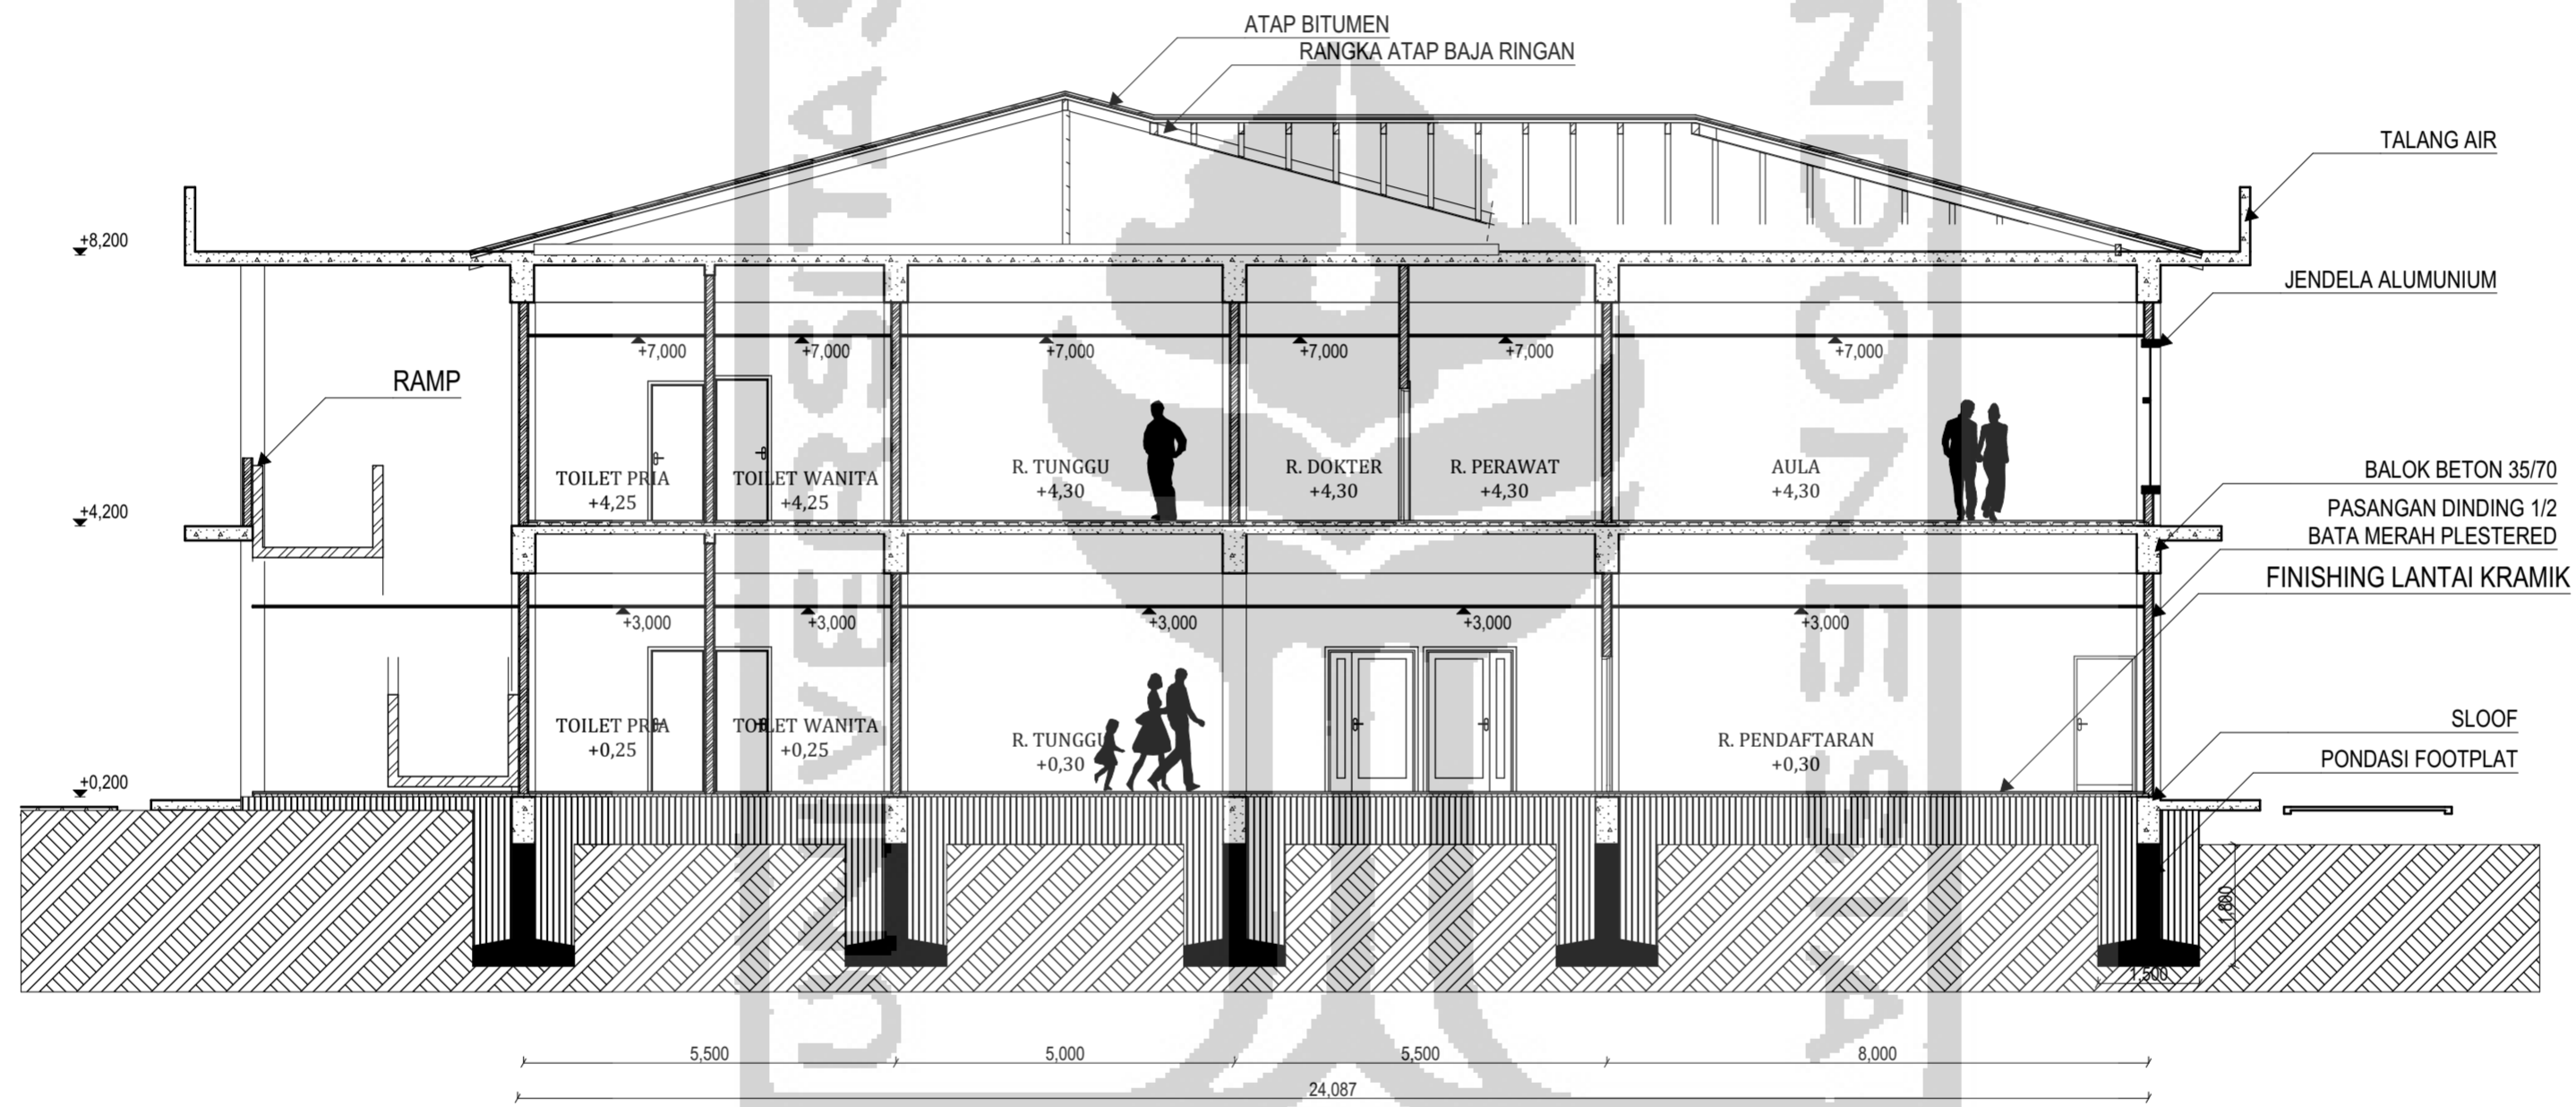 ATAP BITUMEN
RANGKA ATAP BAJA RINGAN
TALANG AIR
+8,200
JENDELA ALUMUNIUM
+7,000
+7,000
+7,000
+7,000
+7,000
+7,000
RAMP
TOILET PRIA
+4,25
TOILET WANITA
+4,25
R. TUNGGU
+4,30
R. DOKTER
+4,30
R. PERAWAT
+4,30
AULA
+4,30
+4,200
BALOK BETON 35/70
PASANGAN DINDING 1/2
BATA MERAH PLESTERED
FINISHING LANTAI KRAMIK
+3,000
+3,000
+3,000
+3,000
+3,000
TOILET PRIA
+0,25
TOILET WANITA
+0,25
R. TUNGGU
+0,30
R. PENDAFTARAN
+0,30
SLOOF
PONDASI FOOTPLAT
+0,200
1,800
1,500
5,500
5,000
5,500
8,000
24,087
UNIVERSITAS